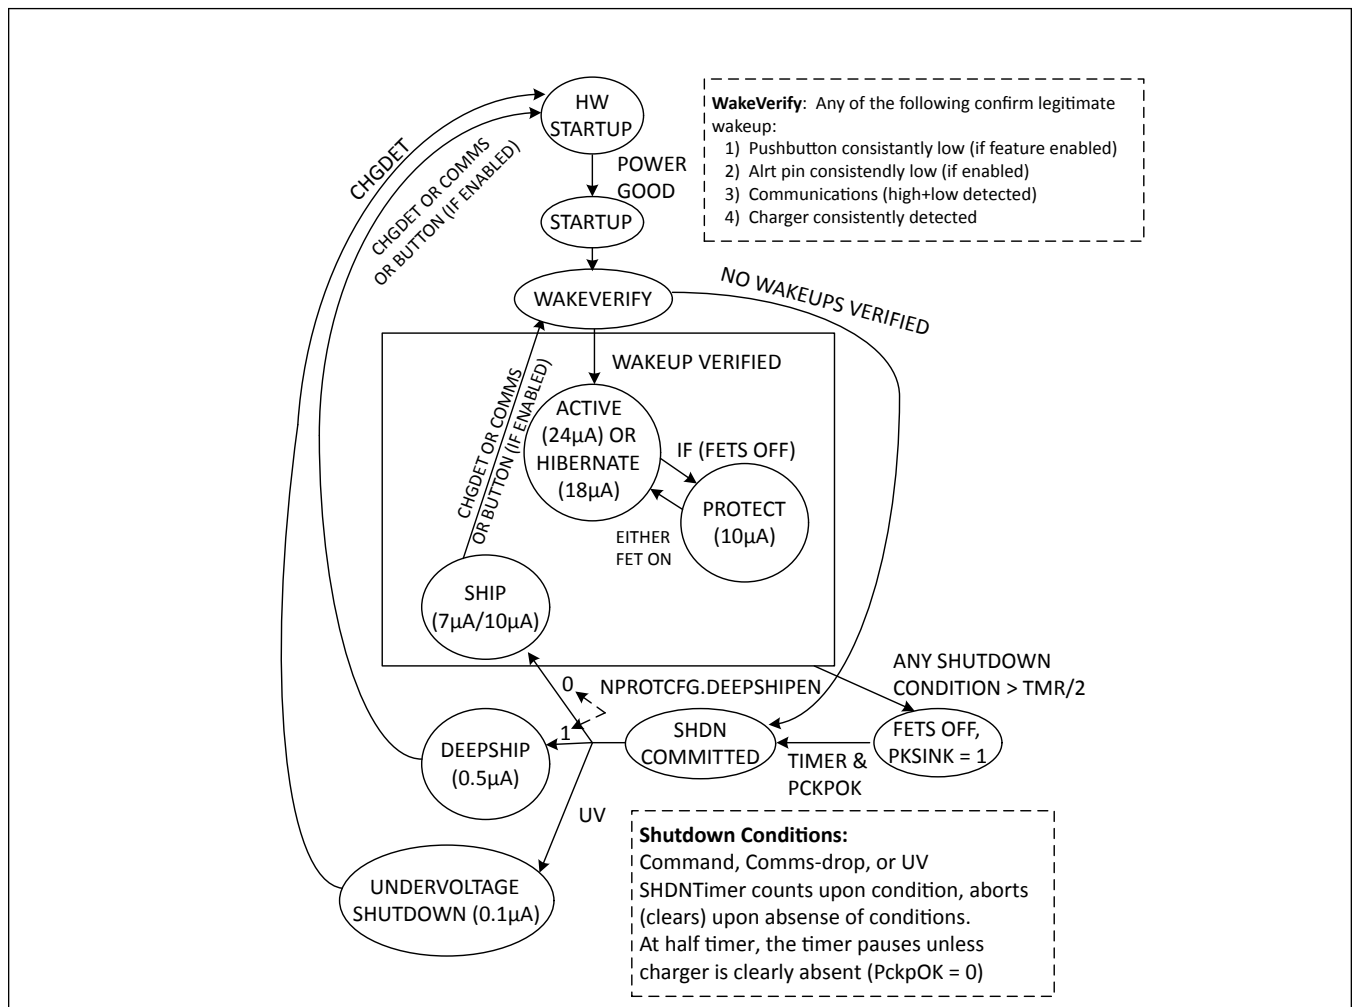 HW
STARTUP
POWER
GOOD
STARTUP
WAKEVERIFY
WakeVerify:  Any of the following confirm legitimate
wakeup:
1)  Pushbutton consistantly low (if feature enabled)
2)  Alrt pin consistendly low (if enabled)
3)  Communications (high+low detected)
4)  Charger consistently detected
CHGDET
CHGDET OR COMMS
OR BUTTON (IF ENABLED)
NO WAKEUPS VERIFIED
WAKEUP VERIFIED
CHGDET OR COMMS
OR BUTTON (IF ENABLED)
ACTIVE
(24µA) OR
HIBERNATE
(18µA)
IF (FETS OFF)
PROTECT
(10µA)
EITHER
FET ON
SHIP
(7µA/10µA)
ANY SHUTDOWN
CONDITION > TMR/2
0
NPROTCFG.DEEPSHIPEN
1
DEEPSHIP
(0.5µA)
SHDN
COMMITTED
TIMER &
PCKPOK
FETS OFF,
PKSINK = 1
UV
UNDERVOLTAGE
SHUTDOWN (0.1µA)
Shutdown Conditions:
Command, Comms-drop, or UV
SHDNTimer counts upon condition, aborts
(clears) upon absense of conditions.
At half timer, the timer pauses unless
charger is clearly absent (PckpOK = 0)